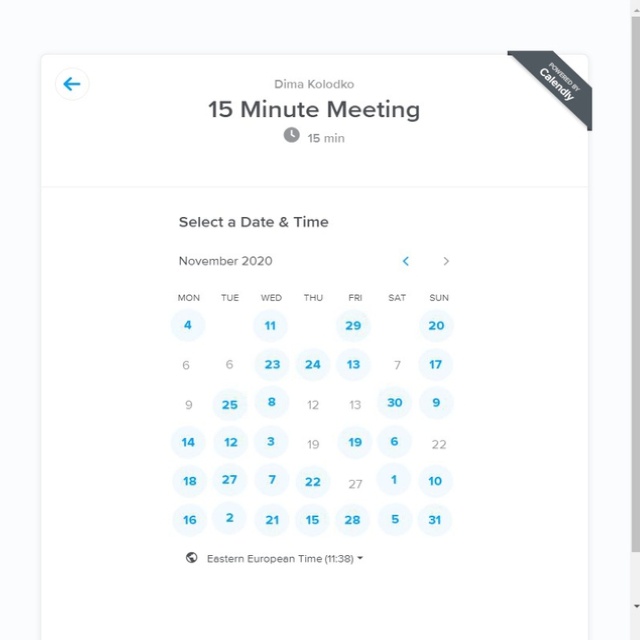 POWERED BY
Calendly
Dima Kolodko
15 Minute Meeting
15 min
Select a Date & Time
November 2020
MON TUE WED THU FRI SAT SUN
4 11 29 20
6 6 23 24 13 7 17
9 25 8 12 13 30 9
14 12 3 19 19 6 22
18 27 7 22 27 1 10
16 2 21 15 28 5 31
Eastern European Time (11:38)